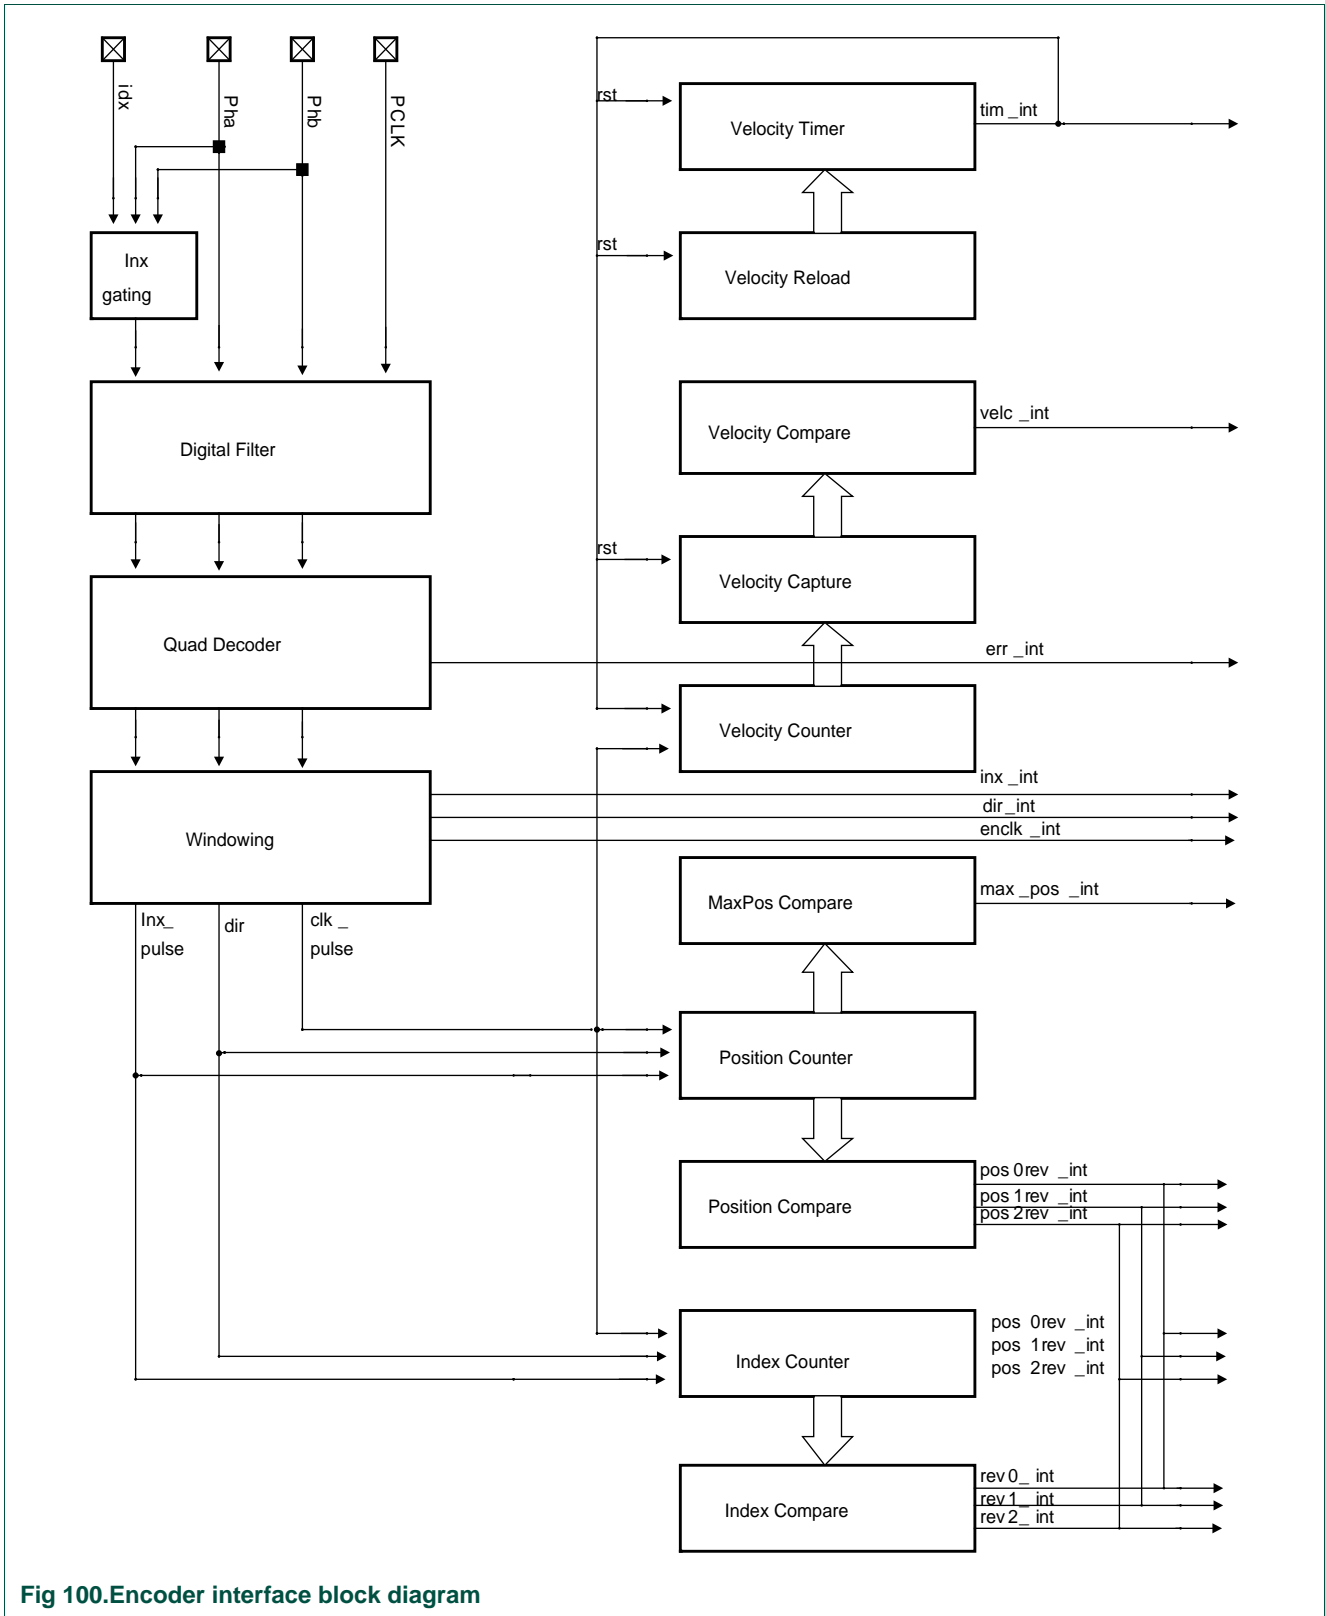 idx
Pha
Phb
PCLK
Inx
gating
Digital Filter
Quad Decoder
Windowing
Inx_
pulse
dir
clk _
pulse
rst
Velocity Timer
tim _int
rst
Velocity Reload
Velocity Compare
velc _int
rst
Velocity Capture
err _int
Velocity Counter
inx _int
dir_int
enclk _int
MaxPos Compare
max _pos _int
Position Counter
Position Compare
pos 0rev _int
pos 1rev _int
pos 2rev _int
Index Counter
pos 0rev _int
pos 1rev _int
pos 2rev _int
Index Compare
rev 0_ int
rev 1_ int
rev 2_ int
Fig 100.Encoder interface block diagram